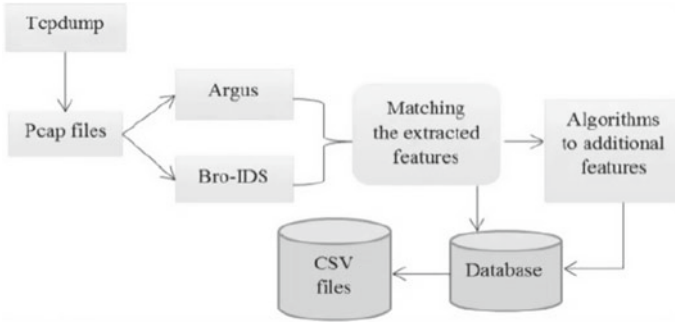 Tcpdump
Pcap files
Argus
Bro-IDS
Matching
the extracted
features
Algorithms
to additional
features
CSV
files
Database